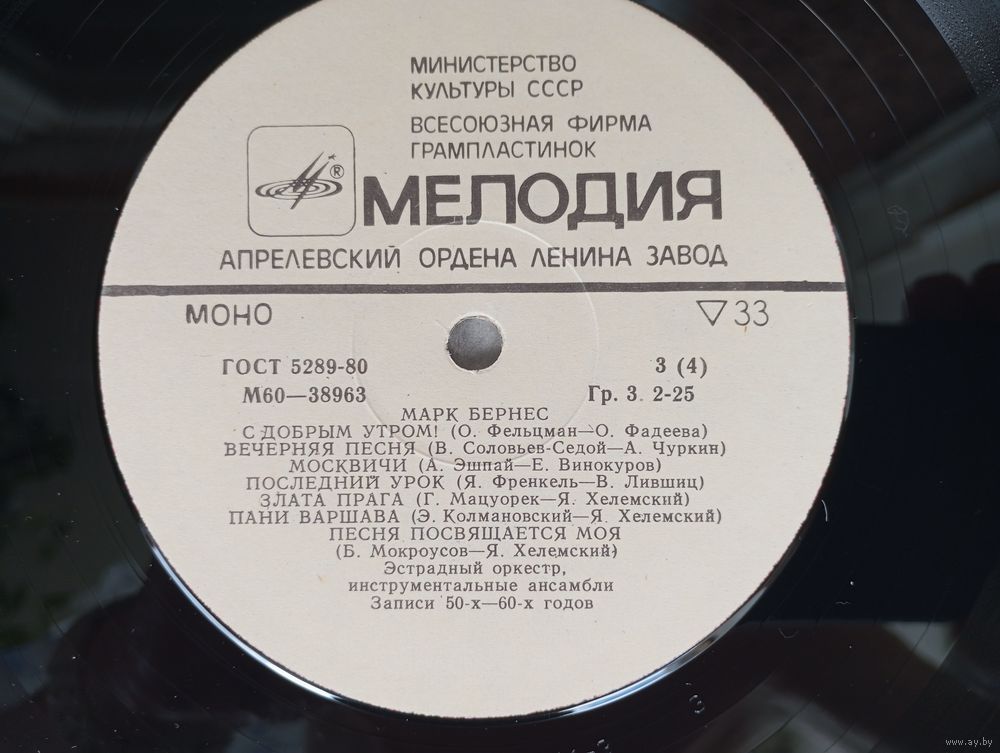 МИНИСТЕРСТВО
КУЛЬТУРЫ СССР
ВСЕСОЮЗНАЯ ФИРМА
ГРАМПЛАСТИНОК
®
МЕЛОДИЯ
АПРЕЛЕВСКИЙ ОРДЕНА ЛЕНИНА ЗАВОД
МОНО ▽33
ГОСТ 5289-80 3 (4)
М60—38963 Гр. 3. 2-25
МАРК БЕРНЕС
С ДОБРЫМ УТРОМ! (О. Фельцман—О. Фадеева)
ВЕЧЕРНЯЯ ПЕСНЯ (В. Соловьев-Седой—А. Чуркин)
МОСКВИЧИ (А. Эшпай—Е. Винокуров)
ПОСЛЕДНИЙ УРОК (Я. Френкель—В. Лившиц)
ЗЛАТА ПРАГА (Г. Мацуорек—Я. Хелемский)
ПАНИ ВАРШАВА (Э. Колмановский—Я. Хелемский)
ПЕСНЯ ПОСВЯЩАЕТСЯ МОЯ
(Б. Мокроусов—Я. Хелемский)
Эстрадный оркестр,
инструментальные ансамбли
Записи 50-х—60-х годов
www.ay.by